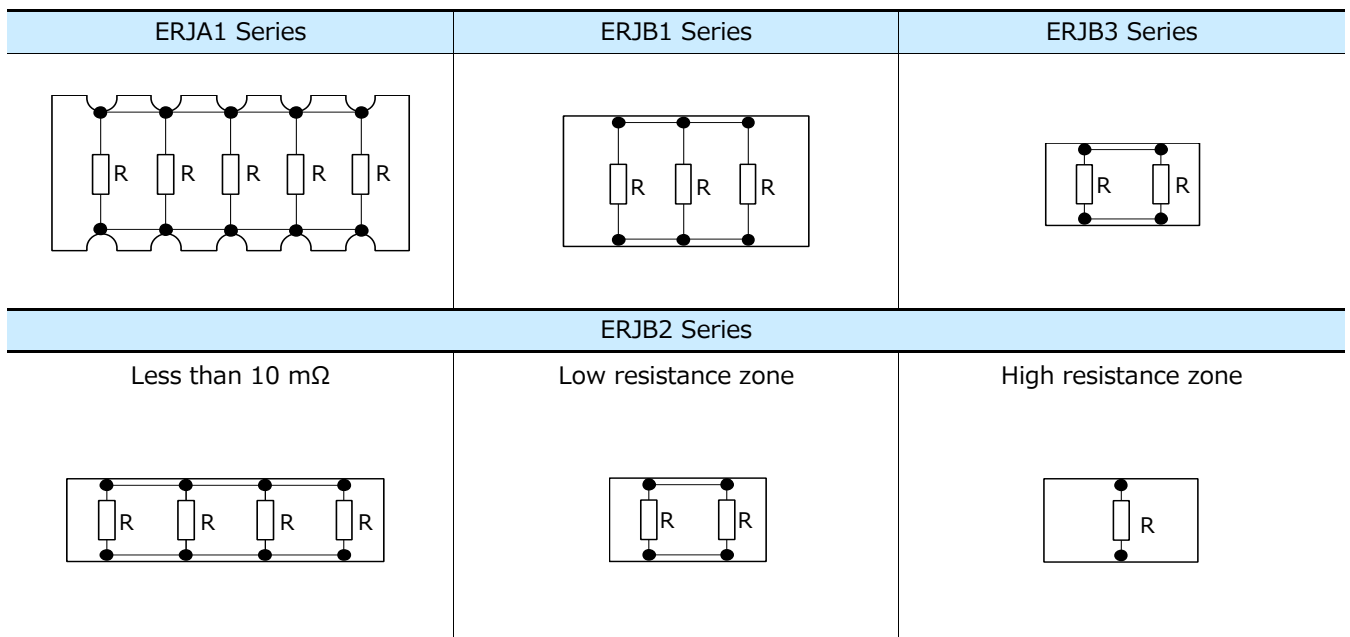 ERJA1 Series ERJB1 Series ERJB3 Series
R R R R R R R R R R
ERJB2 Series
Less than 10 mΩ Low resistance zone High resistance zone
R R R R R R R